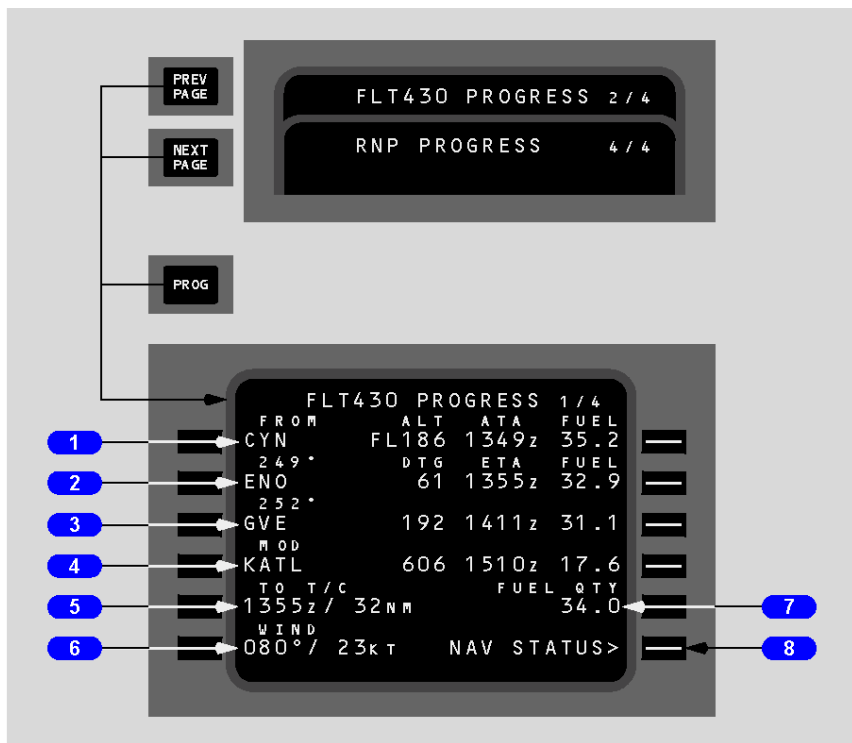 PREV
PAGE
FLT430 PROGRESS 2/4
NEXT
PAGE
RNP PROGRESS 4/4
PROG
FLT430 PROGRESS 1/4
FROM ALT ATA FUEL
1 CYN FL186 1349z 35.2
249° DTG ETA FUEL
2 ENO 61 1355z 32.9
252°
3 GVE 192 1411z 31.1
MOD
4 KATL 606 1510z 17.6
TO T/C FUEL QTY
5 1355z/ 32NM 34.0 7
WIND
6 080°/ 23KT NAV STATUS> 8